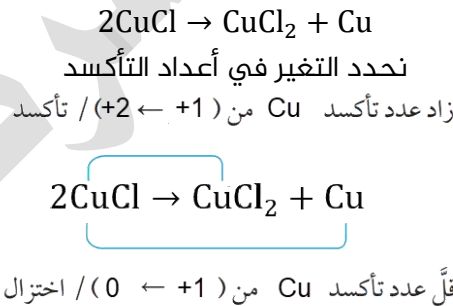 2CuCl → CuCl₂ + Cu
نحدد التغير في أعداد التأكسد
زاد عدد تأكسد Cu من (1+ ← 2+) / تأكسد
2CuCl → CuCl₂ + Cu
قلَّ عدد تأكسد Cu من (1+ ← 0) / اختزال